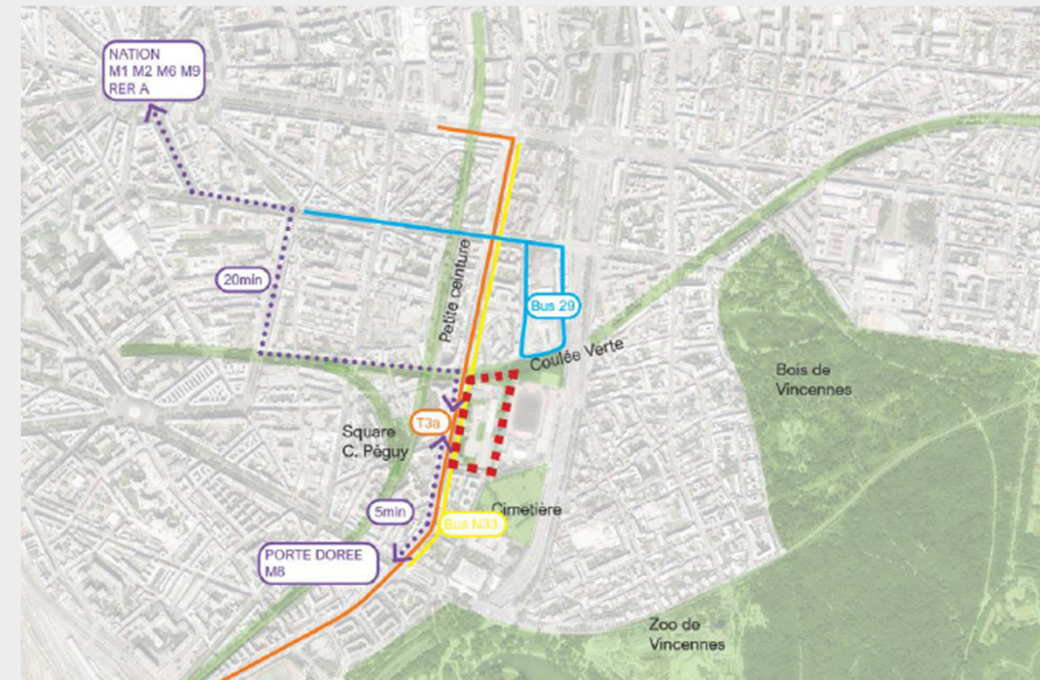 NATION
M1 M2 M6 M9
RER A
20min
Petite ceinture
Bus 29
Coulée Verte
Bois de
Vincennes
T3a
Square
C. Péguy
5min
Cimetière
Bus N33
PORTE DOREE
M8
Zoo de
Vincennes